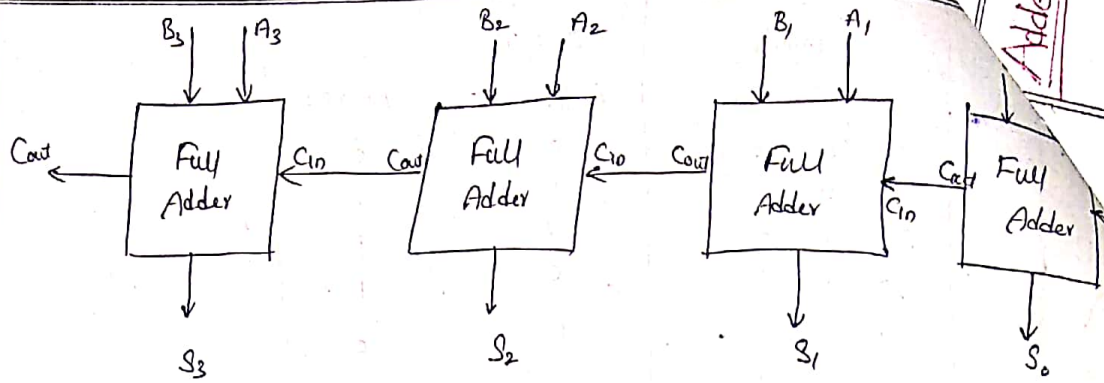 B3 A3 B2 A2 B1 A1
Cout Full Adder Cin Cout Full Adder Cin Cout Full Adder Cin Cout Full Adder
S3 S2 S1 S0